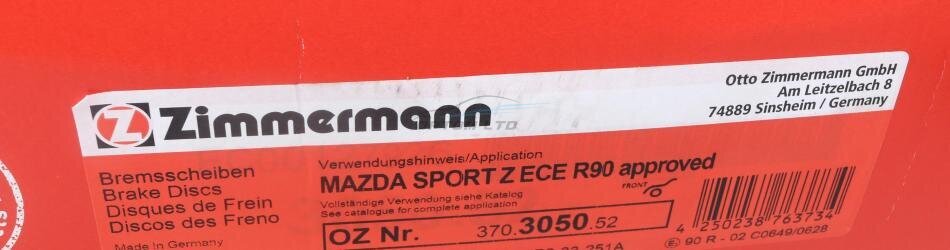 Zimmermann
Otto Zimmermann GmbH
Am Leitzelbach 8
74889 Sinsheim / Germany
Bremsscheiben
Brake Discs
Disques de Frein
Discos de Freno
Made in Germany
Verwendungshinweis/Application
MAZDA SPORT Z ECE R90 approved
Vollständige Verwendung siehe Katalog
See catalogue for complete application
FRONT
OZ Nr. 370.3050.52
4 250238 763734
E1 90 R - 02 C0649/0628